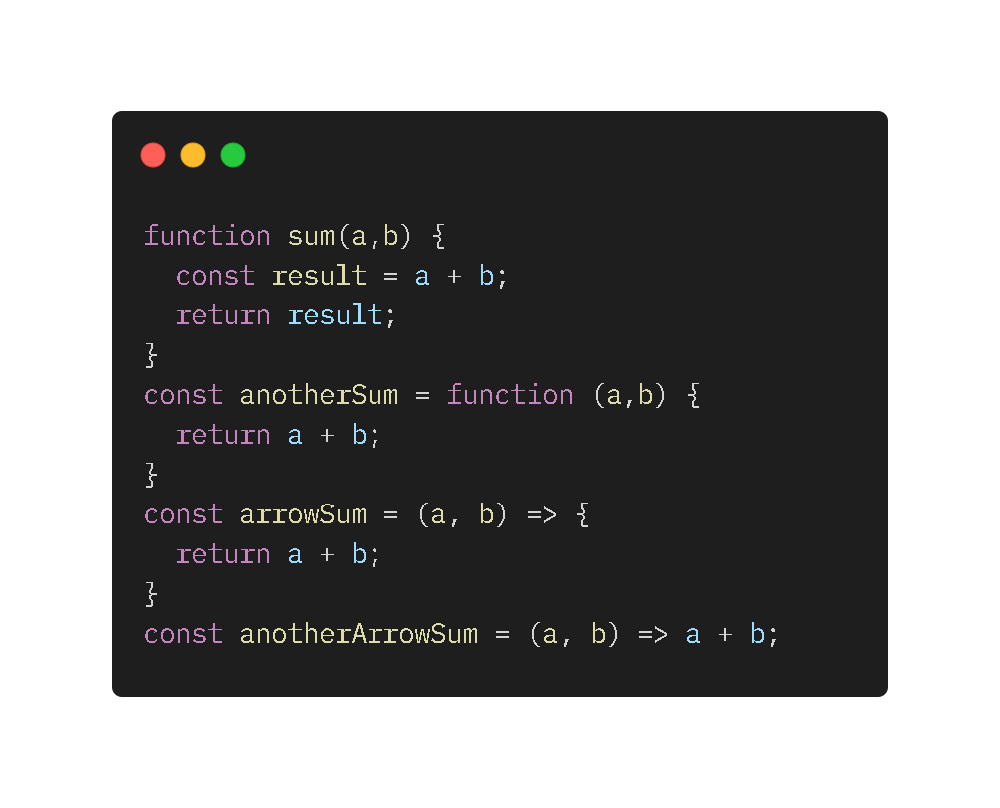 function sum(a,b) {
  const result = a + b;
  return result;
}
const anotherSum = function (a,b) {
  return a + b;
}
const arrowSum = (a, b) => {
  return a + b;
}
const anotherArrowSum = (a, b) => a + b;